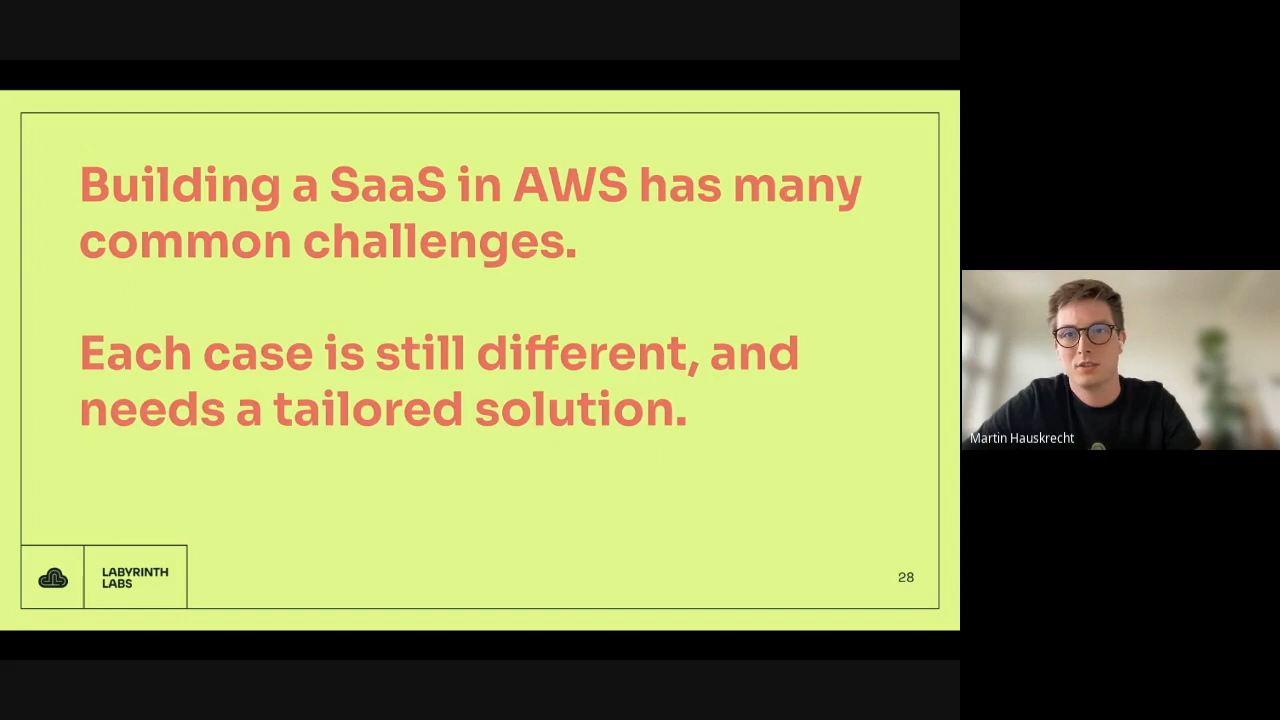 Building a SaaS in AWS has many
common challenges.
Each case is still different, and
needs a tailored solution.
LABYRINTH
LABS
28
Martin Hauskrecht